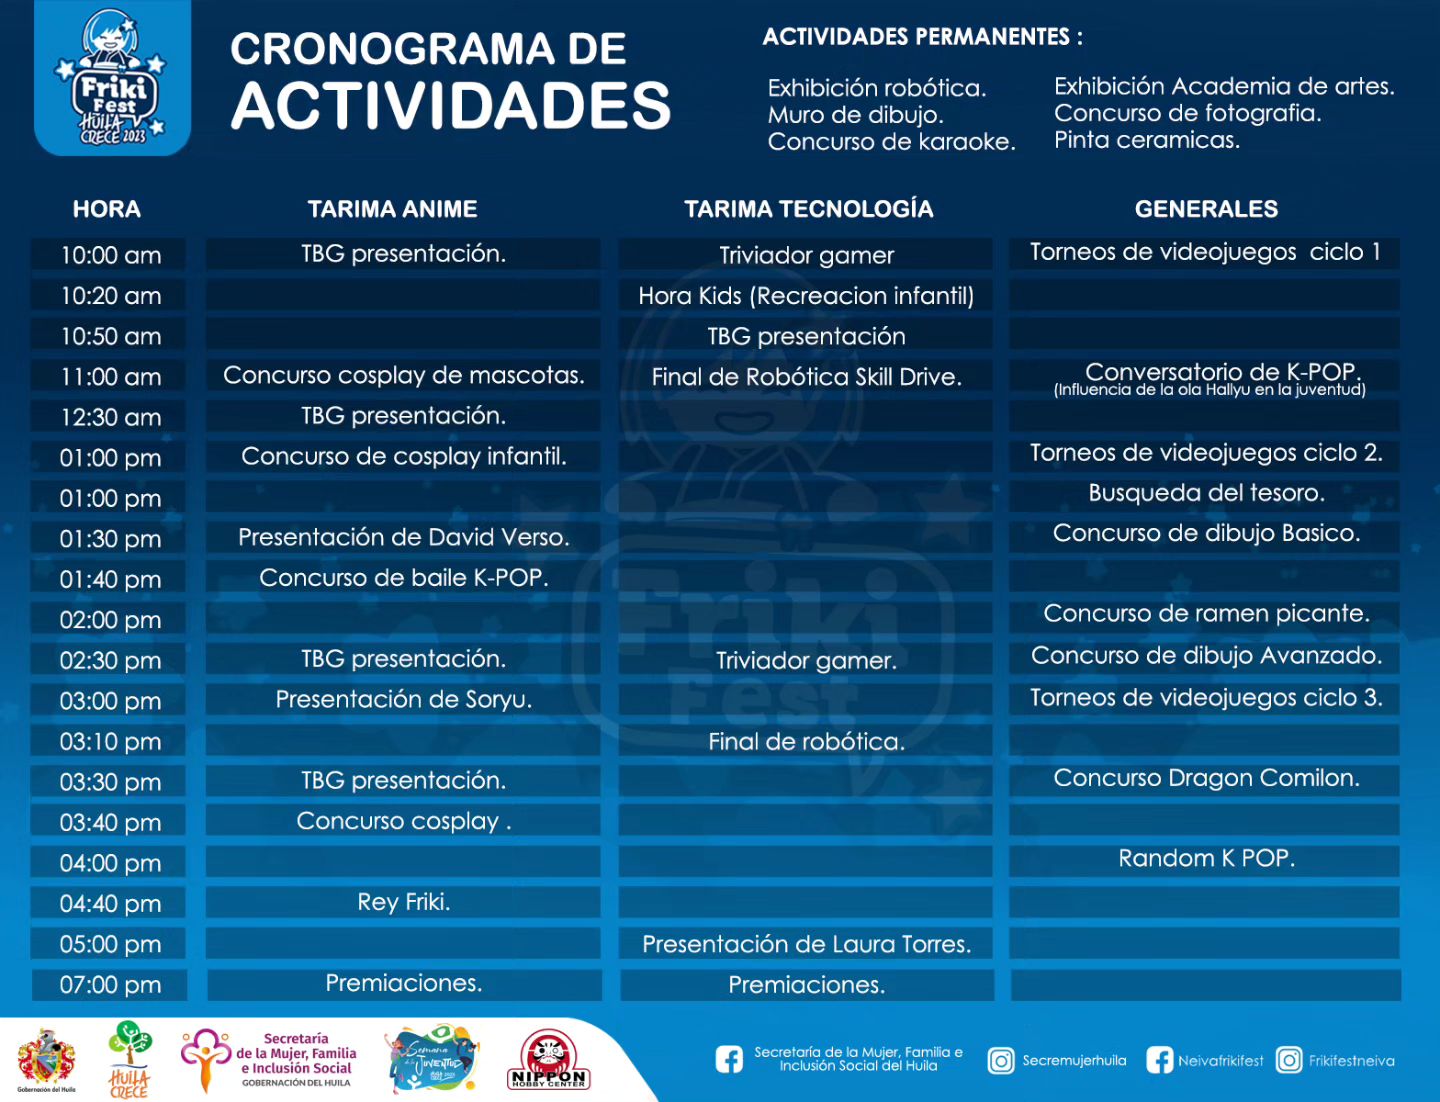 Friki
Fest
HUILA
CRECE 2023
CRONOGRAMA DE
ACTIVIDADES
ACTIVIDADES PERMANENTES :
Exhibición robótica.
Muro de dibujo.
Concurso de karaoke.
Exhibición Academia de artes.
Concurso de fotografia.
Pinta ceramicas.
HORA TARIMA ANIME TARIMA TECNOLOGÍA GENERALES
10:00 am TBG presentación. Triviador gamer Torneos de videojuegos ciclo 1
10:20 am Hora Kids (Recreacion infantil)
10:50 am TBG presentación
11:00 am Concurso cosplay de mascotas. Final de Robótica Skill Drive. Conversatorio de K-POP.
(Influencia de la ola Hallyu en la juventud)
12:30 am TBG presentación.
01:00 pm Concurso de cosplay infantil. Torneos de videojuegos ciclo 2.
01:00 pm Busqueda del tesoro.
01:30 pm Presentación de David Verso. Concurso de dibujo Basico.
01:40 pm Concurso de baile K-POP.
02:00 pm Concurso de ramen picante.
02:30 pm TBG presentación. Triviador gamer. Concurso de dibujo Avanzado.
03:00 pm Presentación de Soryu. Torneos de videojuegos ciclo 3.
03:10 pm Final de robótica.
03:30 pm TBG presentación. Concurso Dragon Comilon.
03:40 pm Concurso cosplay .
04:00 pm Random K POP.
04:40 pm Rey Friki.
05:00 pm Presentación de Laura Torres.
07:00 pm Premiaciones. Premiaciones.
Friki
Fest
Gobernación del Huila
HUILA
CRECE
Secretaría
de la Mujer, Familia
e Inclusión Social
GOBERNACIÓN DEL HUILA
Semana
de la Juventud
NIPPON
HOBBY CENTER
Secretaría de la Mujer, Familia e
Inclusión Social del Huila
Secremujerhuila
Neivafrikifest
Frikifestneiva